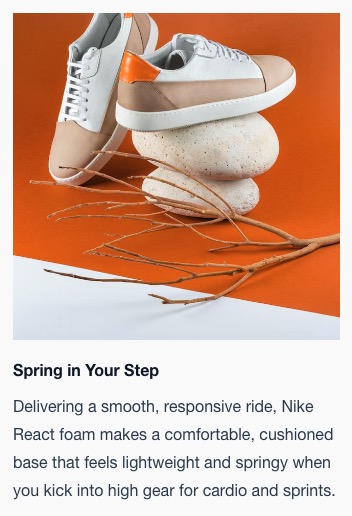 Spring in Your Step
Delivering a smooth, responsive ride, Nike
React foam makes a comfortable, cushioned
base that feels lightweight and springy when
you kick into high gear for cardio and sprints.